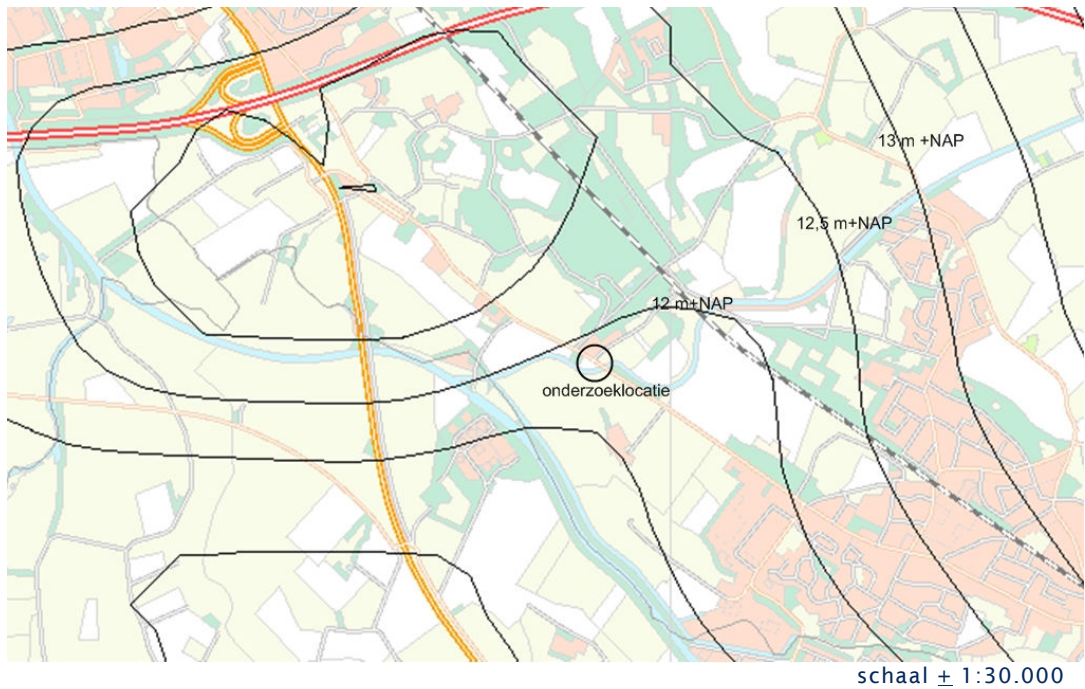 13 m +NAP
12,5 m+NAP
12 m+NAP
onderzoeklocatie
schaal ± 1:30.000